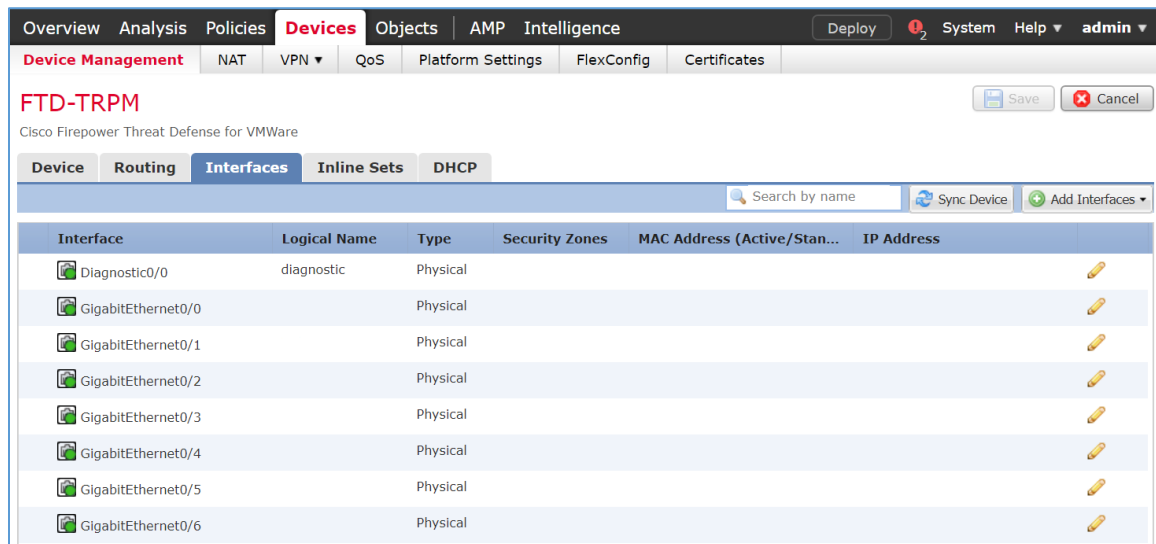 Overview Analysis Policies Devices Objects AMP Intelligence Deploy 2 System Help ▾ admin ▾
Device Management NAT VPN ▾ QoS Platform Settings FlexConfig Certificates
FTD-TRPM Save Cancel
Cisco Firepower Threat Defense for VMWare
Device Routing Interfaces Inline Sets DHCP
Search by name Sync Device Add Interfaces ▾
Interface Logical Name Type Security Zones MAC Address (Active/Stan... IP Address
Diagnostic0/0 diagnostic Physical
GigabitEthernet0/0 Physical
GigabitEthernet0/1 Physical
GigabitEthernet0/2 Physical
GigabitEthernet0/3 Physical
GigabitEthernet0/4 Physical
GigabitEthernet0/5 Physical
GigabitEthernet0/6 Physical